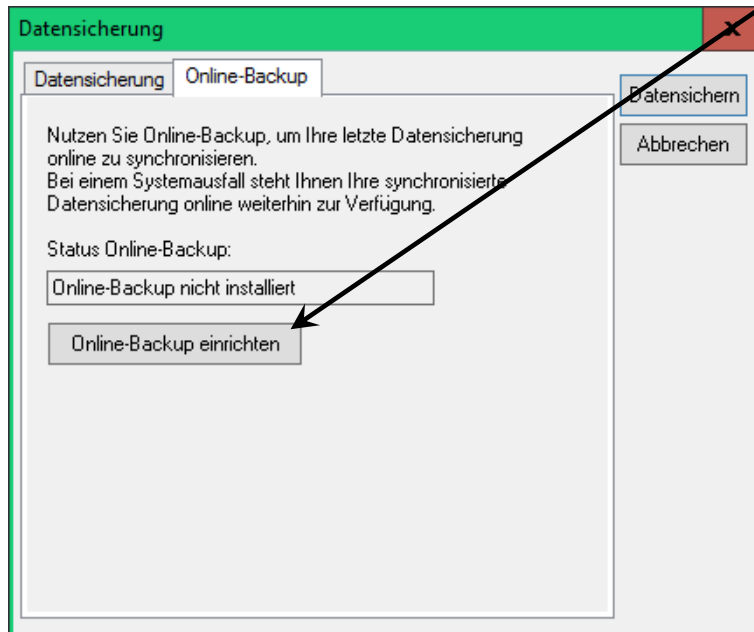 Datensicherung
Datensicherung Online-Backup
Datensichern
Abbrechen
Nutzen Sie Online-Backup, um Ihre letzte Datensicherung
online zu synchronisieren.
Bei einem Systemausfall steht Ihnen Ihre synchronisierte
Datensicherung online weiterhin zur Verfügung.
Status Online-Backup:
Online-Backup nicht installiert
Online-Backup einrichten